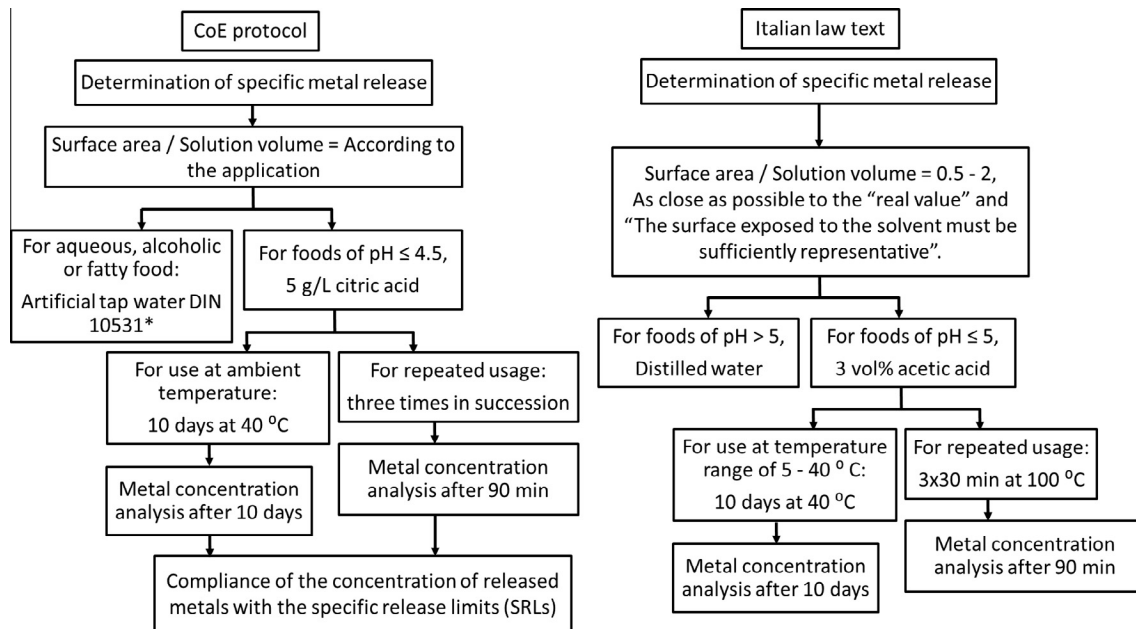 CoE protocol
Determination of specific metal release
Surface area / Solution volume = According to
the application
For aqueous, alcoholic
or fatty food:
Artificial tap water DIN
10531*
For foods of pH ≤ 4.5,
5 g/L citric acid
For use at ambient
temperature:
10 days at 40 ⁰C
For repeated usage:
three times in succession
Metal concentration
analysis after 10 days
Metal concentration
analysis after 90 min
Compliance of the concentration of released
metals with the specific release limits (SRLs)
Italian law text
Determination of specific metal release
Surface area / Solution volume = 0.5 - 2,
As close as possible to the “real value” and
“The surface exposed to the solvent must be
sufficiently representative”.
For foods of pH > 5,
Distilled water
For foods of pH ≤ 5,
3 vol% acetic acid
For use at temperature
range of 5 - 40 ⁰ C:
10 days at 40 ⁰C
For repeated usage:
3x30 min at 100 ⁰C
Metal concentration
analysis after 10 days
Metal concentration
analysis after 90 min